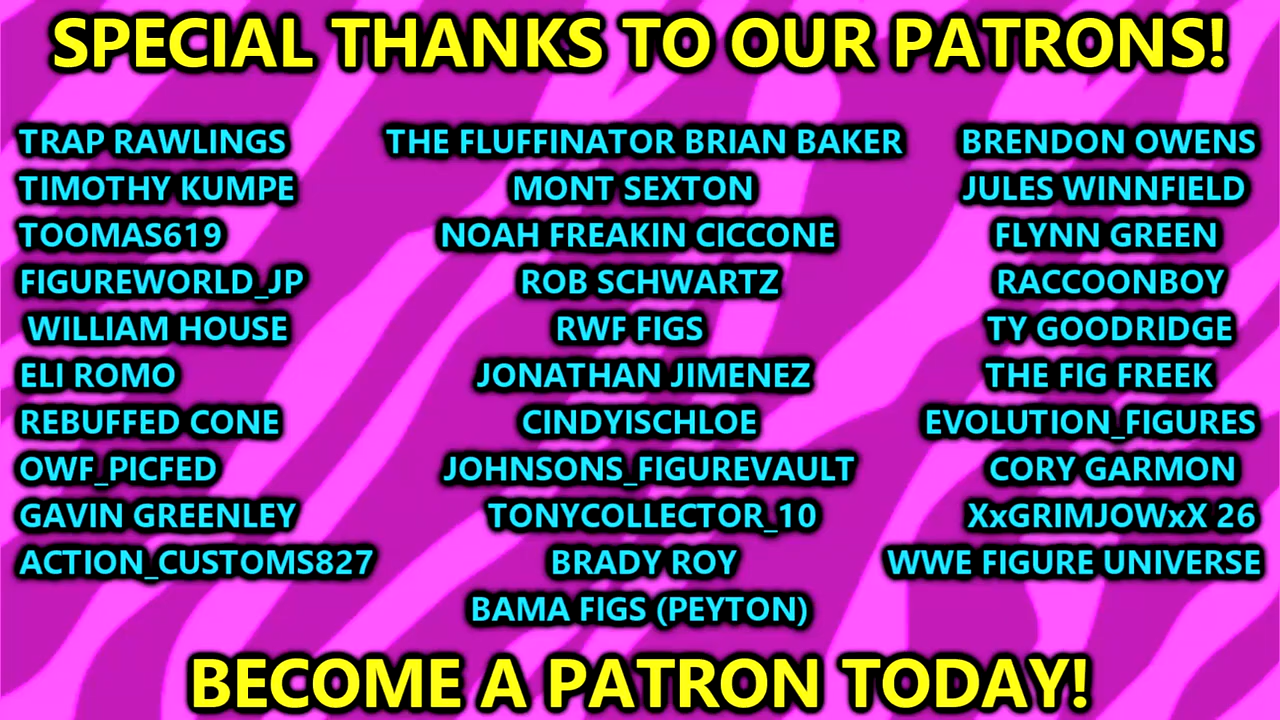 SPECIAL THANKS TO OUR PATRONS!
TRAP RAWLINGS
TIMOTHY KUMPE
TOOMAS619
FIGUREWORLD_JP
WILLIAM HOUSE
ELI ROMO
REBUFFED CONE
OWF_PICFED
GAVIN GREENLEY
ACTION_CUSTOMS827
THE FLUFFINATOR BRIAN BAKER
MONT SEXTON
NOAH FREAKIN CICCONE
ROB SCHWARTZ
RWF FIGS
JONATHAN JIMENEZ
CINDYISCHLOE
JOHNSONS_FIGUREVAULT
TONYCOLLECTOR_10
BRADY ROY
BAMA FIGS (PEYTON)
BRENDON OWENS
JULES WINNFIELD
FLYNN GREEN
RACCOONBOY
TY GOODRIDGE
THE FIG FREEK
EVOLUTION_FIGURES
CORY GARMON
XxGRIMJOWxX 26
WWE FIGURE UNIVERSE
BECOME A PATRON TODAY!